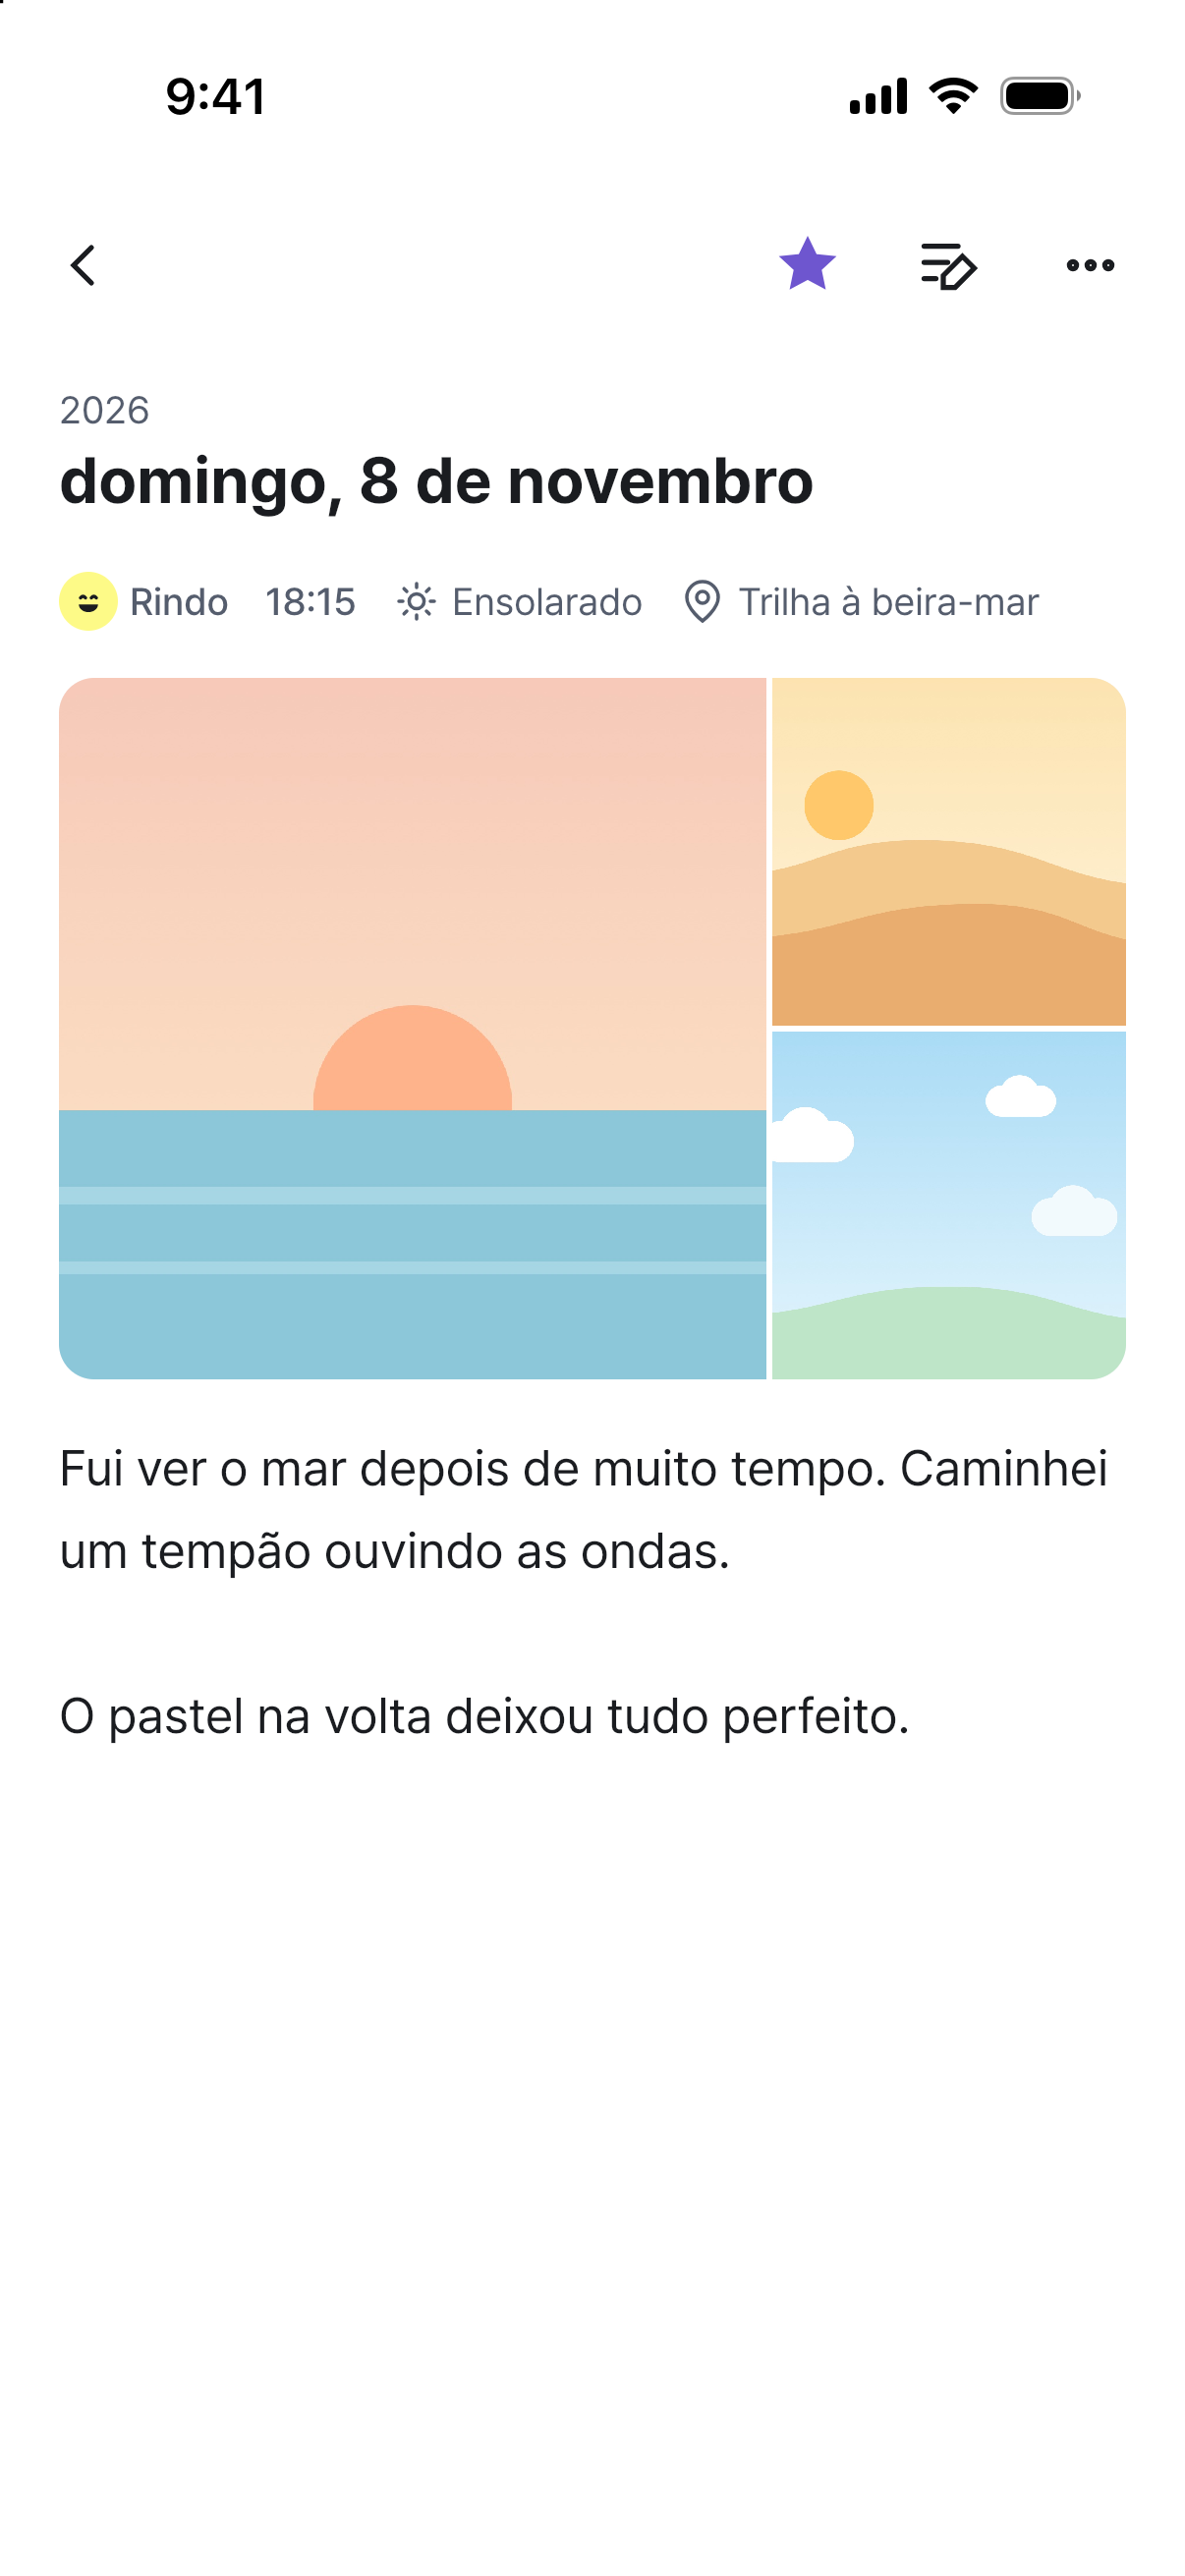 9:41
2026
domingo, 8 de novembro
Rindo 18:15 Ensolarado Trilha à beira-mar
Fui ver o mar depois de muito tempo. Caminhei
um tempão ouvindo as ondas.
O pastel na volta deixou tudo perfeito.